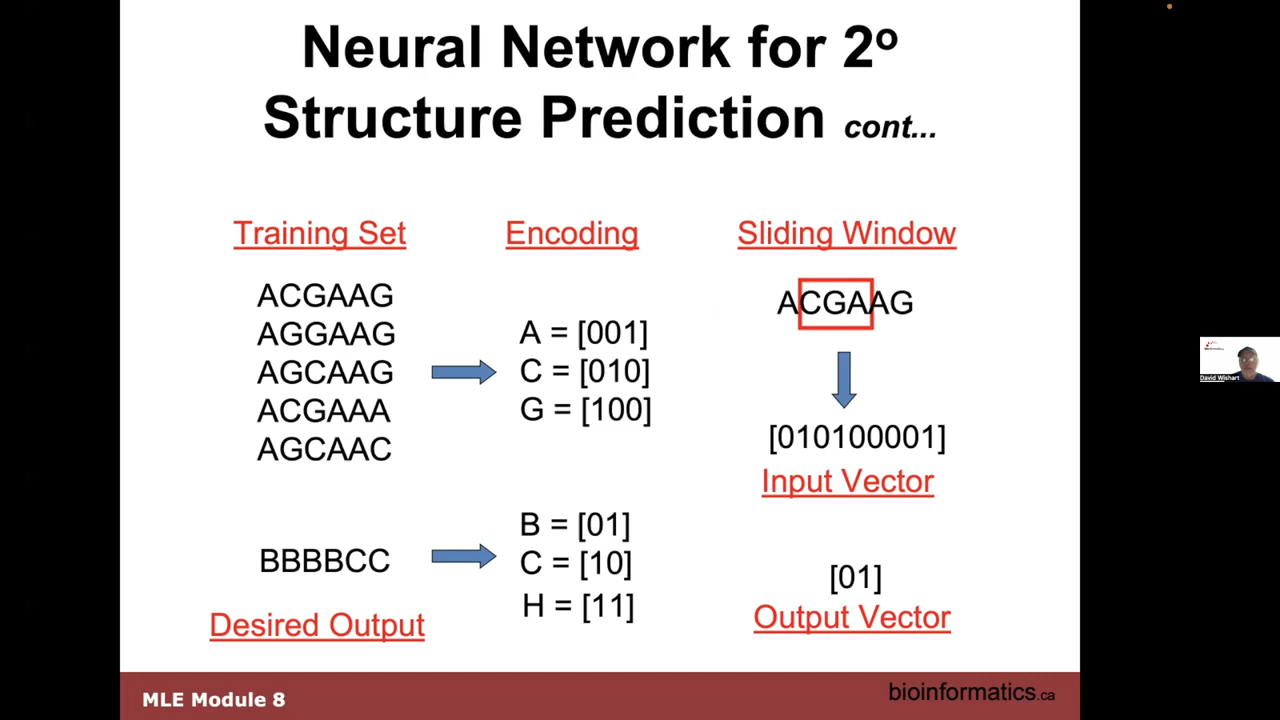 Neural Network for 2º
Structure Prediction cont...
Training Set
ACGAAG
AGGAAG
AGCAAG
ACGAAA
AGCAAC
BBBBCC
Desired Output
Encoding
A = [001]
C = [010]
G = [100]
B = [01]
C = [10]
H = [11]
Sliding Window
ACGAAG
[010100001]
Input Vector
[01]
Output Vector
MLE Module 8
bioinformatics.ca
David Wishart